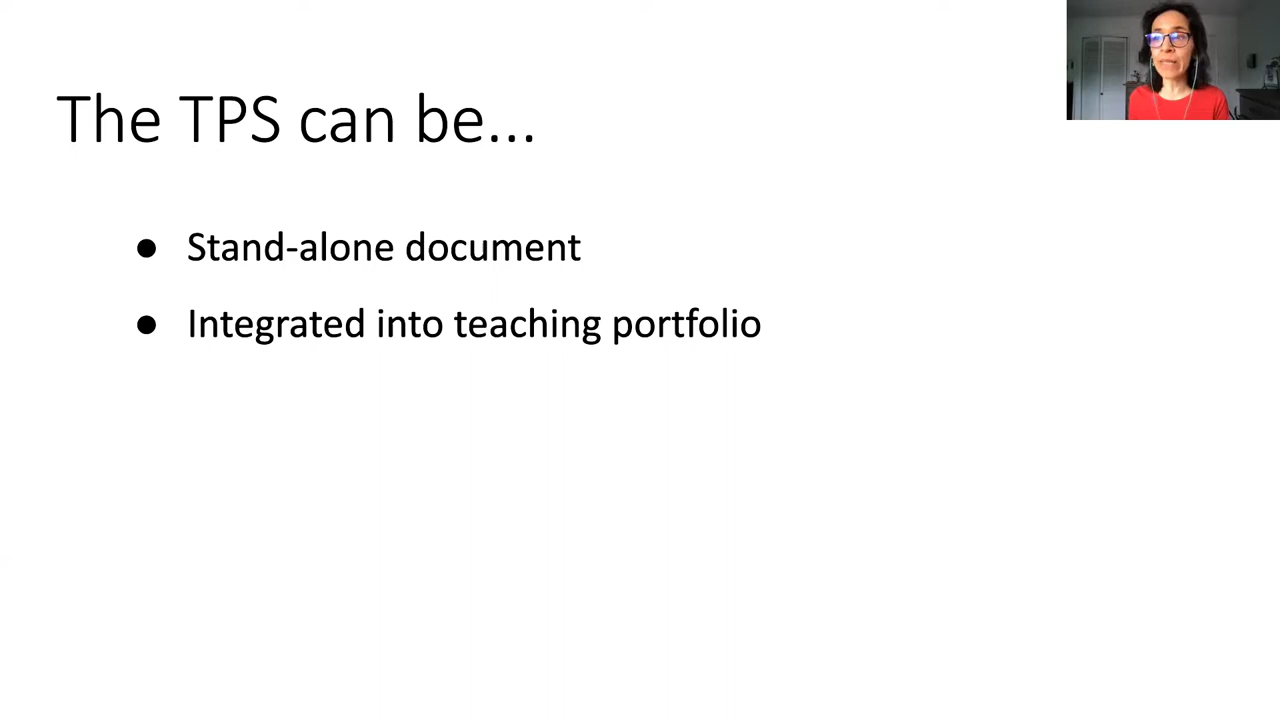 The TPS can be...
● Stand-alone document
● Integrated into teaching portfolio